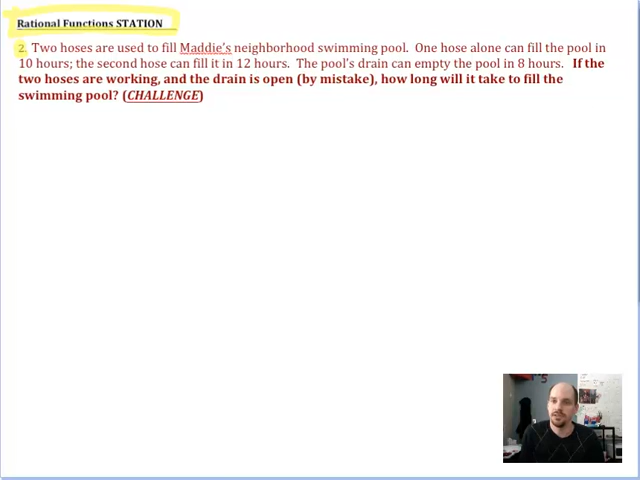 Rational Functions STATION
2. Two hoses are used to fill Maddie's neighborhood swimming pool. One hose alone can fill the pool in
10 hours; the second hose can fill it in 12 hours. The pool's drain can empty the pool in 8 hours. If the
two hoses are working, and the drain is open (by mistake), how long will it take to fill the
swimming pool? (CHALLENGE)